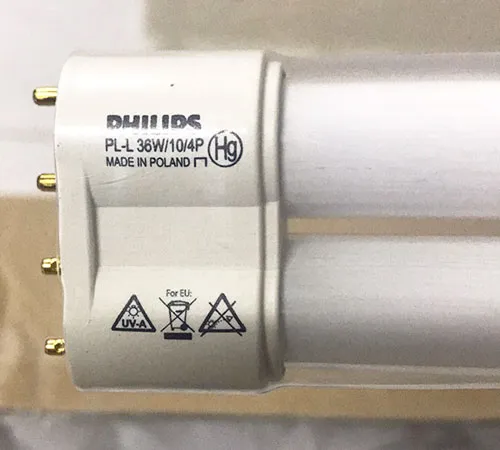 PHILIPS
PL-L 36W/10/4P
MADE IN POLAND
Hg
For EU:
UV-A